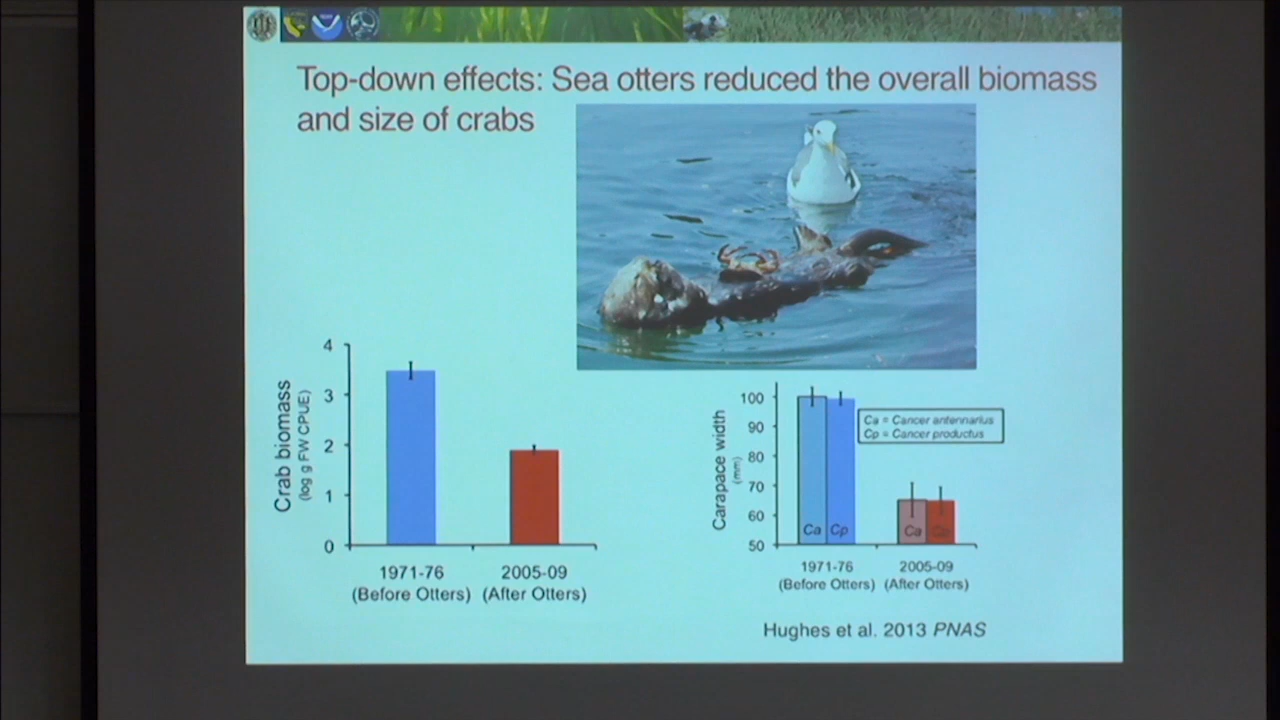 Top-down effects: Sea otters reduced the overall biomass
and size of crabs
Crab biomass
(log g FW CPUE)
4
3
2
1
0
1971-76
(Before Otters)
2005-09
(After Otters)
Carapace width
(mm)
100
90
80
70
60
50
Ca
Cp
Ca
Cp
Ca = Cancer antennarius
Cp = Cancer productus
1971-76
(Before Otters)
2005-09
(After Otters)
Hughes et al. 2013 PNAS